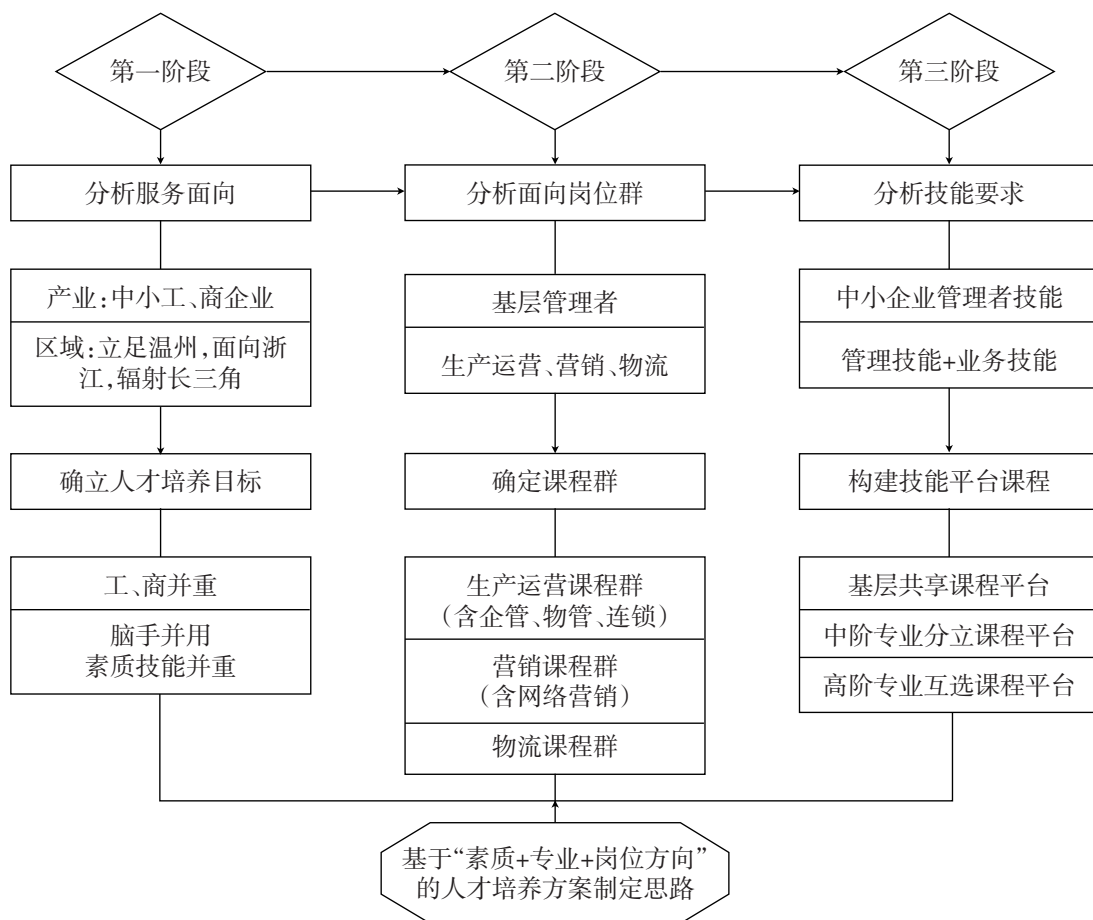 第一阶段
第二阶段
第三阶段
分析服务面向
分析面向岗位群
分析技能要求
产业:中小工、商企业
区域:立足温州,面向浙
江,辐射长三角
基层管理者
生产运营、营销、物流
中小企业管理者技能
管理技能+业务技能
确立人才培养目标
确定课程群
构建技能平台课程
工、商并重
脑手并用
素质技能并重
生产运营课程群
(含企管、物管、连锁)
营销课程群
(含网络营销)
物流课程群
基层共享课程平台
中阶专业分立课程平台
高阶专业互选课程平台
基于“素质+专业+岗位方向”
的人才培养方案制定思路